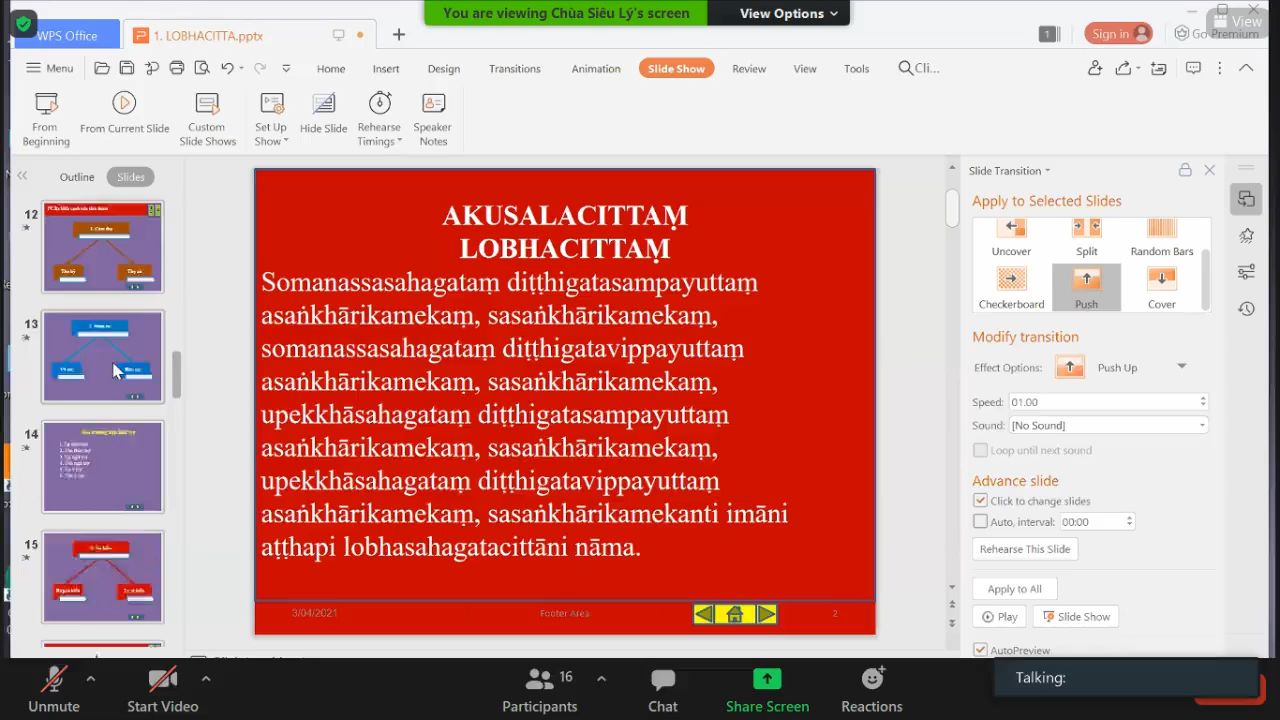 You are viewing Chùa Siêu Lý's screen
View Options
View
WPS Office
1. LOBHACITTA.pptx
1
Sign in
Go Premium
Menu
Home
Insert
Design
Transitions
Animation
Slide Show
Review
View
Tools
Cli...
From Beginning
From Current Slide
Custom Slide Shows
Set Up Show
Hide Slide
Rehearse Timings
Speaker Notes
Outline
Slides
12
13
14
15
AKUSALACITTAṂ
LOBHACITTAṂ
Somanassasahagataṃ diṭṭhigatasampayuttaṃ
asaṅkhārikamekaṃ, sasaṅkhārikamekaṃ,
somanassasahagataṃ diṭṭhigatavippayuttaṃ
asaṅkhārikamekaṃ, sasaṅkhārikamekaṃ,
upekkhāsahagataṃ diṭṭhigatasampayuttaṃ
asaṅkhārikamekaṃ, sasaṅkhārikamekaṃ,
upekkhāsahagataṃ diṭṭhigatavippayuttaṃ
asaṅkhārikamekaṃ, sasaṅkhārikamekanti imāni
aṭṭhapi lobhasahagatacittāni nāma.
3/04/2021
Footer Area
2
Slide Transition
Apply to Selected Slides
Uncover
Split
Random Bars
Checkerboard
Push
Cover
Modify transition
Effect Options:
Push Up
Speed:
01.00
Sound:
[No Sound]
Loop until next sound
Advance slide
Click to change slides
Auto, interval:
00:00
Rehearse This Slide
Apply to All
Play
Slide Show
AutoPreview
Talking:
Unmute
Start Video
16
Participants
Chat
Share Screen
Reactions